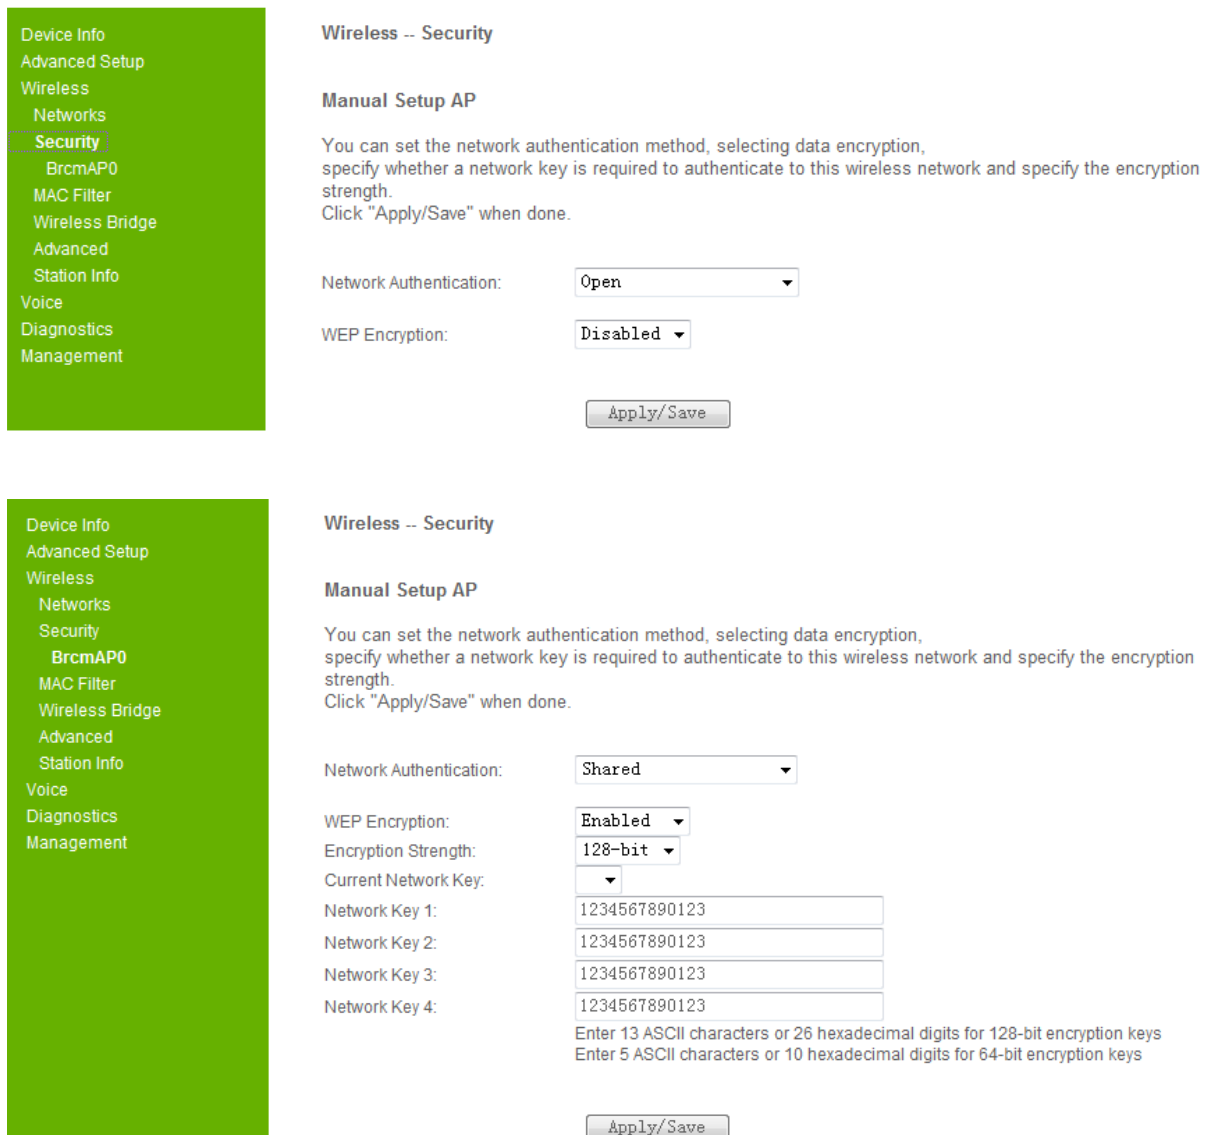 Device Info
Advanced Setup
Wireless
Networks
Security
BrcmAP0
MAC Filter
Wireless Bridge
Advanced
Station Info
Voice
Diagnostics
Management
Wireless -- Security
Manual Setup AP
You can set the network authentication method, selecting data encryption,
specify whether a network key is required to authenticate to this wireless network and specify the encryption
strength.
Click "Apply/Save" when done.
Network Authentication: Open
WEP Encryption: Disabled
Apply/Save
Device Info
Advanced Setup
Wireless
Networks
Security
BrcmAP0
MAC Filter
Wireless Bridge
Advanced
Station Info
Voice
Diagnostics
Management
Wireless -- Security
Manual Setup AP
You can set the network authentication method, selecting data encryption,
specify whether a network key is required to authenticate to this wireless network and specify the encryption
strength.
Click "Apply/Save" when done.
Network Authentication: Shared
WEP Encryption: Enabled
Encryption Strength: 128-bit
Current Network Key:
Network Key 1: 1234567890123
Network Key 2: 1234567890123
Network Key 3: 1234567890123
Network Key 4: 1234567890123
Enter 13 ASCII characters or 26 hexadecimal digits for 128-bit encryption keys
Enter 5 ASCII characters or 10 hexadecimal digits for 64-bit encryption keys
Apply/Save